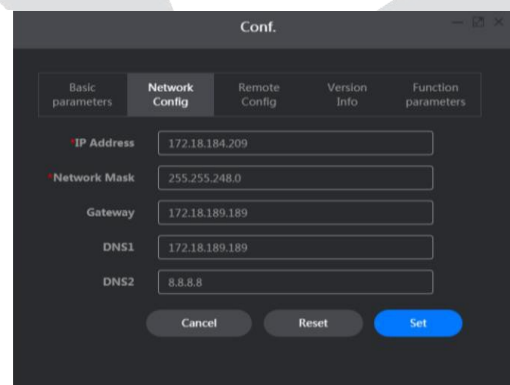 Conf.
Basic parameters
Network Config
Remote Config
Version Info
Function parameters
*IP Address 172.18.184.209
*Network Mask 255.255.248.0
Gateway 172.18.189.189
DNS1 172.18.189.189
DNS2 8.8.8.8
Cancel Reset Set